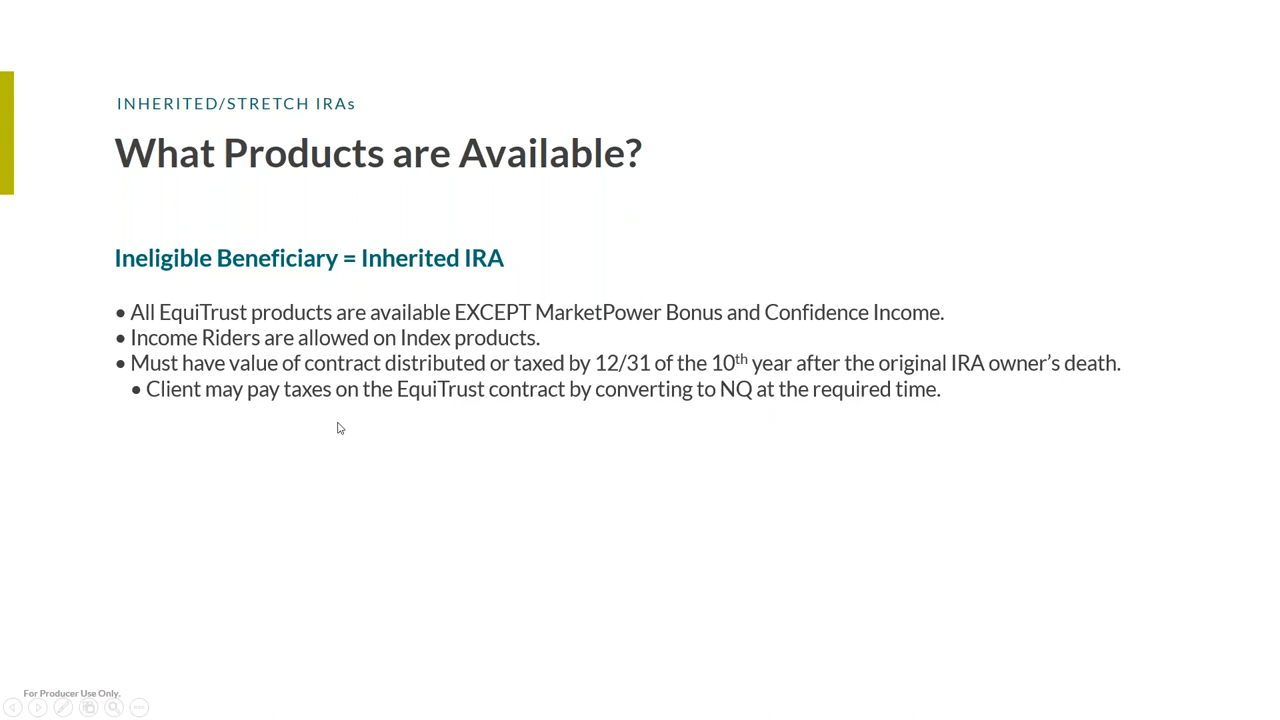 INHERITED/STRETCH IRAs
What Products are Available?
Ineligible Beneficiary = Inherited IRA
• All EquiTrust products are available EXCEPT MarketPower Bonus and Confidence Income.
• Income Riders are allowed on Index products.
• Must have value of contract distributed or taxed by 12/31 of the 10th year after the original IRA owner’s death.
• Client may pay taxes on the EquiTrust contract by converting to NQ at the required time.
For Producer Use Only.